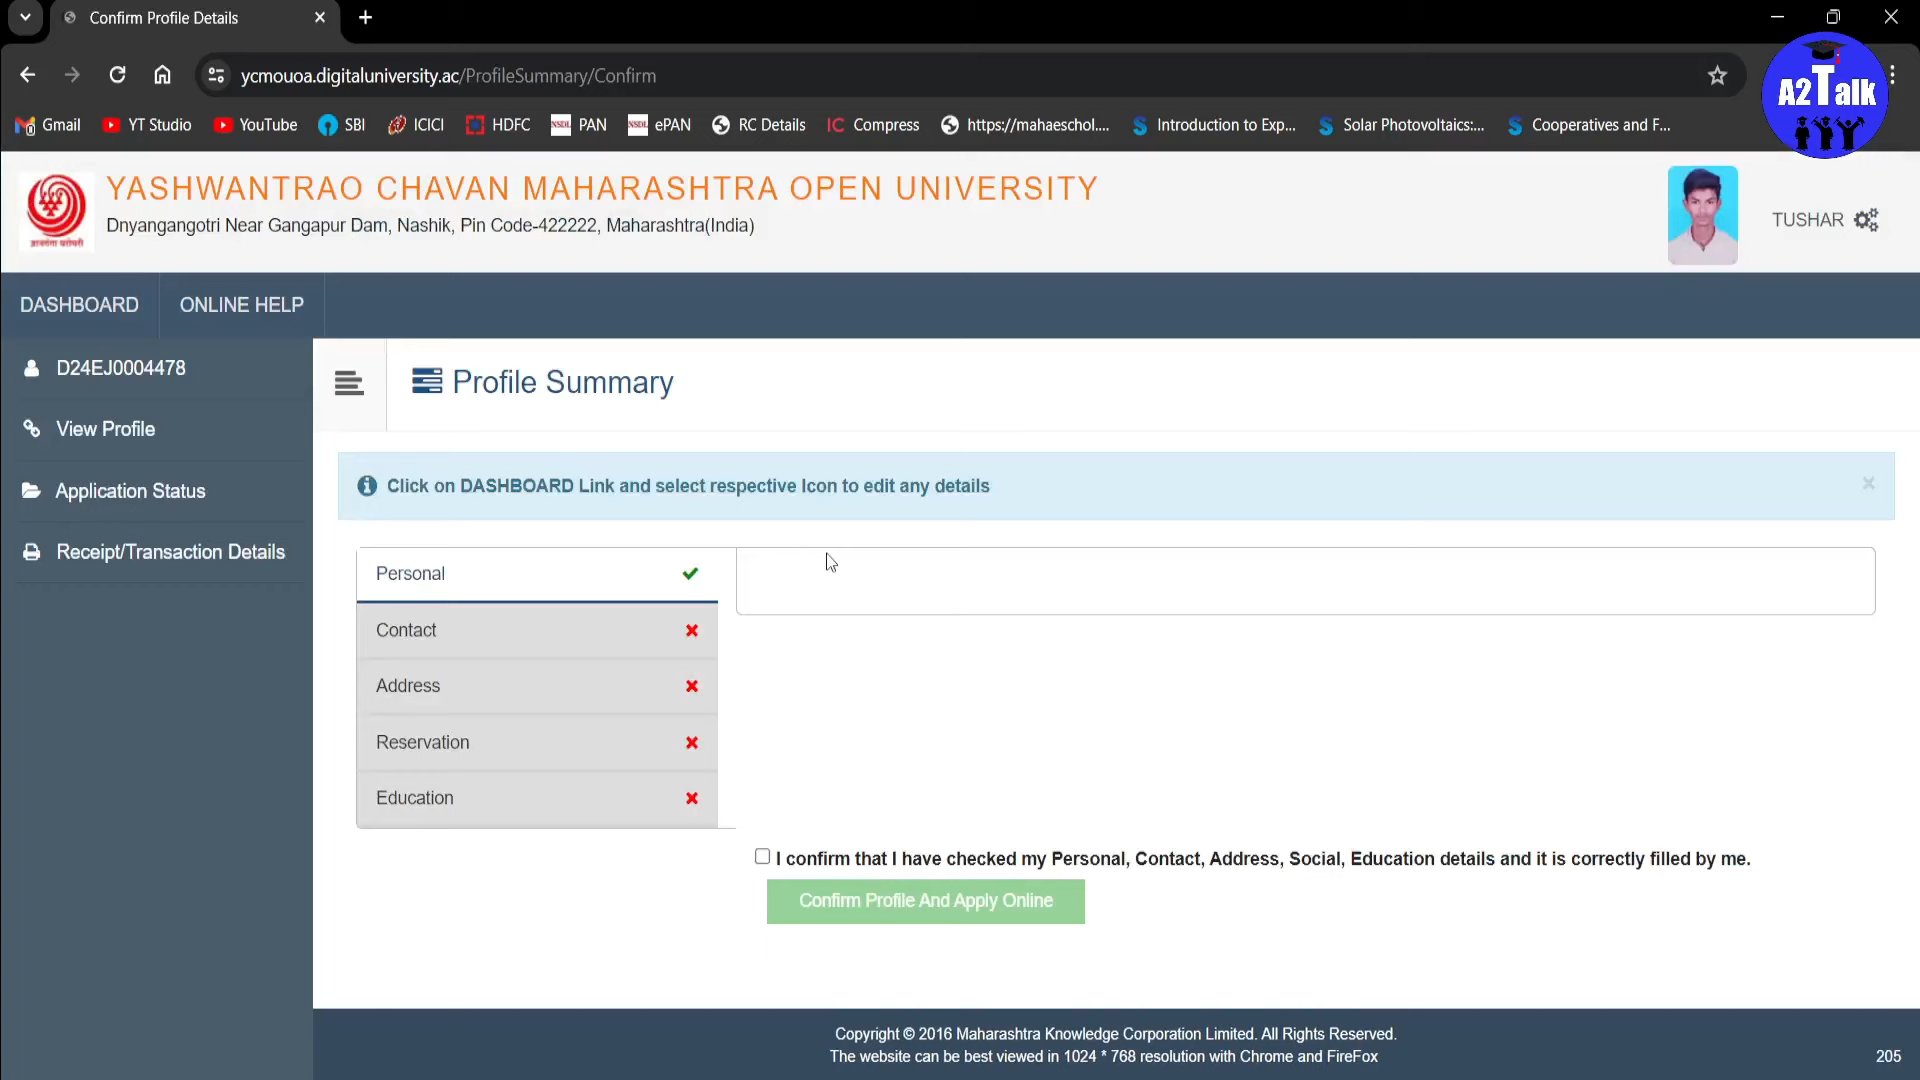 Confirm Profile Details
ycmouoa.digitaluniversity.ac/ProfileSummary/Confirm
Gmail
YT Studio
YouTube
SBI
ICICI
HDFC
NSDL
PAN
NSDL
ePAN
RC Details
IC
Compress
https://mahaeschol....
Introduction to Exp...
Solar Photovoltaics:...
Cooperatives and F...
A2Talk
YASHWANTRAO CHAVAN MAHARASHTRA OPEN UNIVERSITY
Dnyangangotri Near Gangapur Dam, Nashik, Pin Code-422222, Maharashtra(India)
TUSHAR
DASHBOARD
ONLINE HELP
D24EJ0004478
View Profile
Application Status
Receipt/Transaction Details
Profile Summary
Click on DASHBOARD Link and select respective Icon to edit any details
Personal
Contact
Address
Reservation
Education
I confirm that I have checked my Personal, Contact, Address, Social, Education details and it is correctly filled by me.
Confirm Profile And Apply Online
Copyright © 2016 Maharashtra Knowledge Corporation Limited. All Rights Reserved.
The website can be best viewed in 1024 * 768 resolution with Chrome and FireFox
205